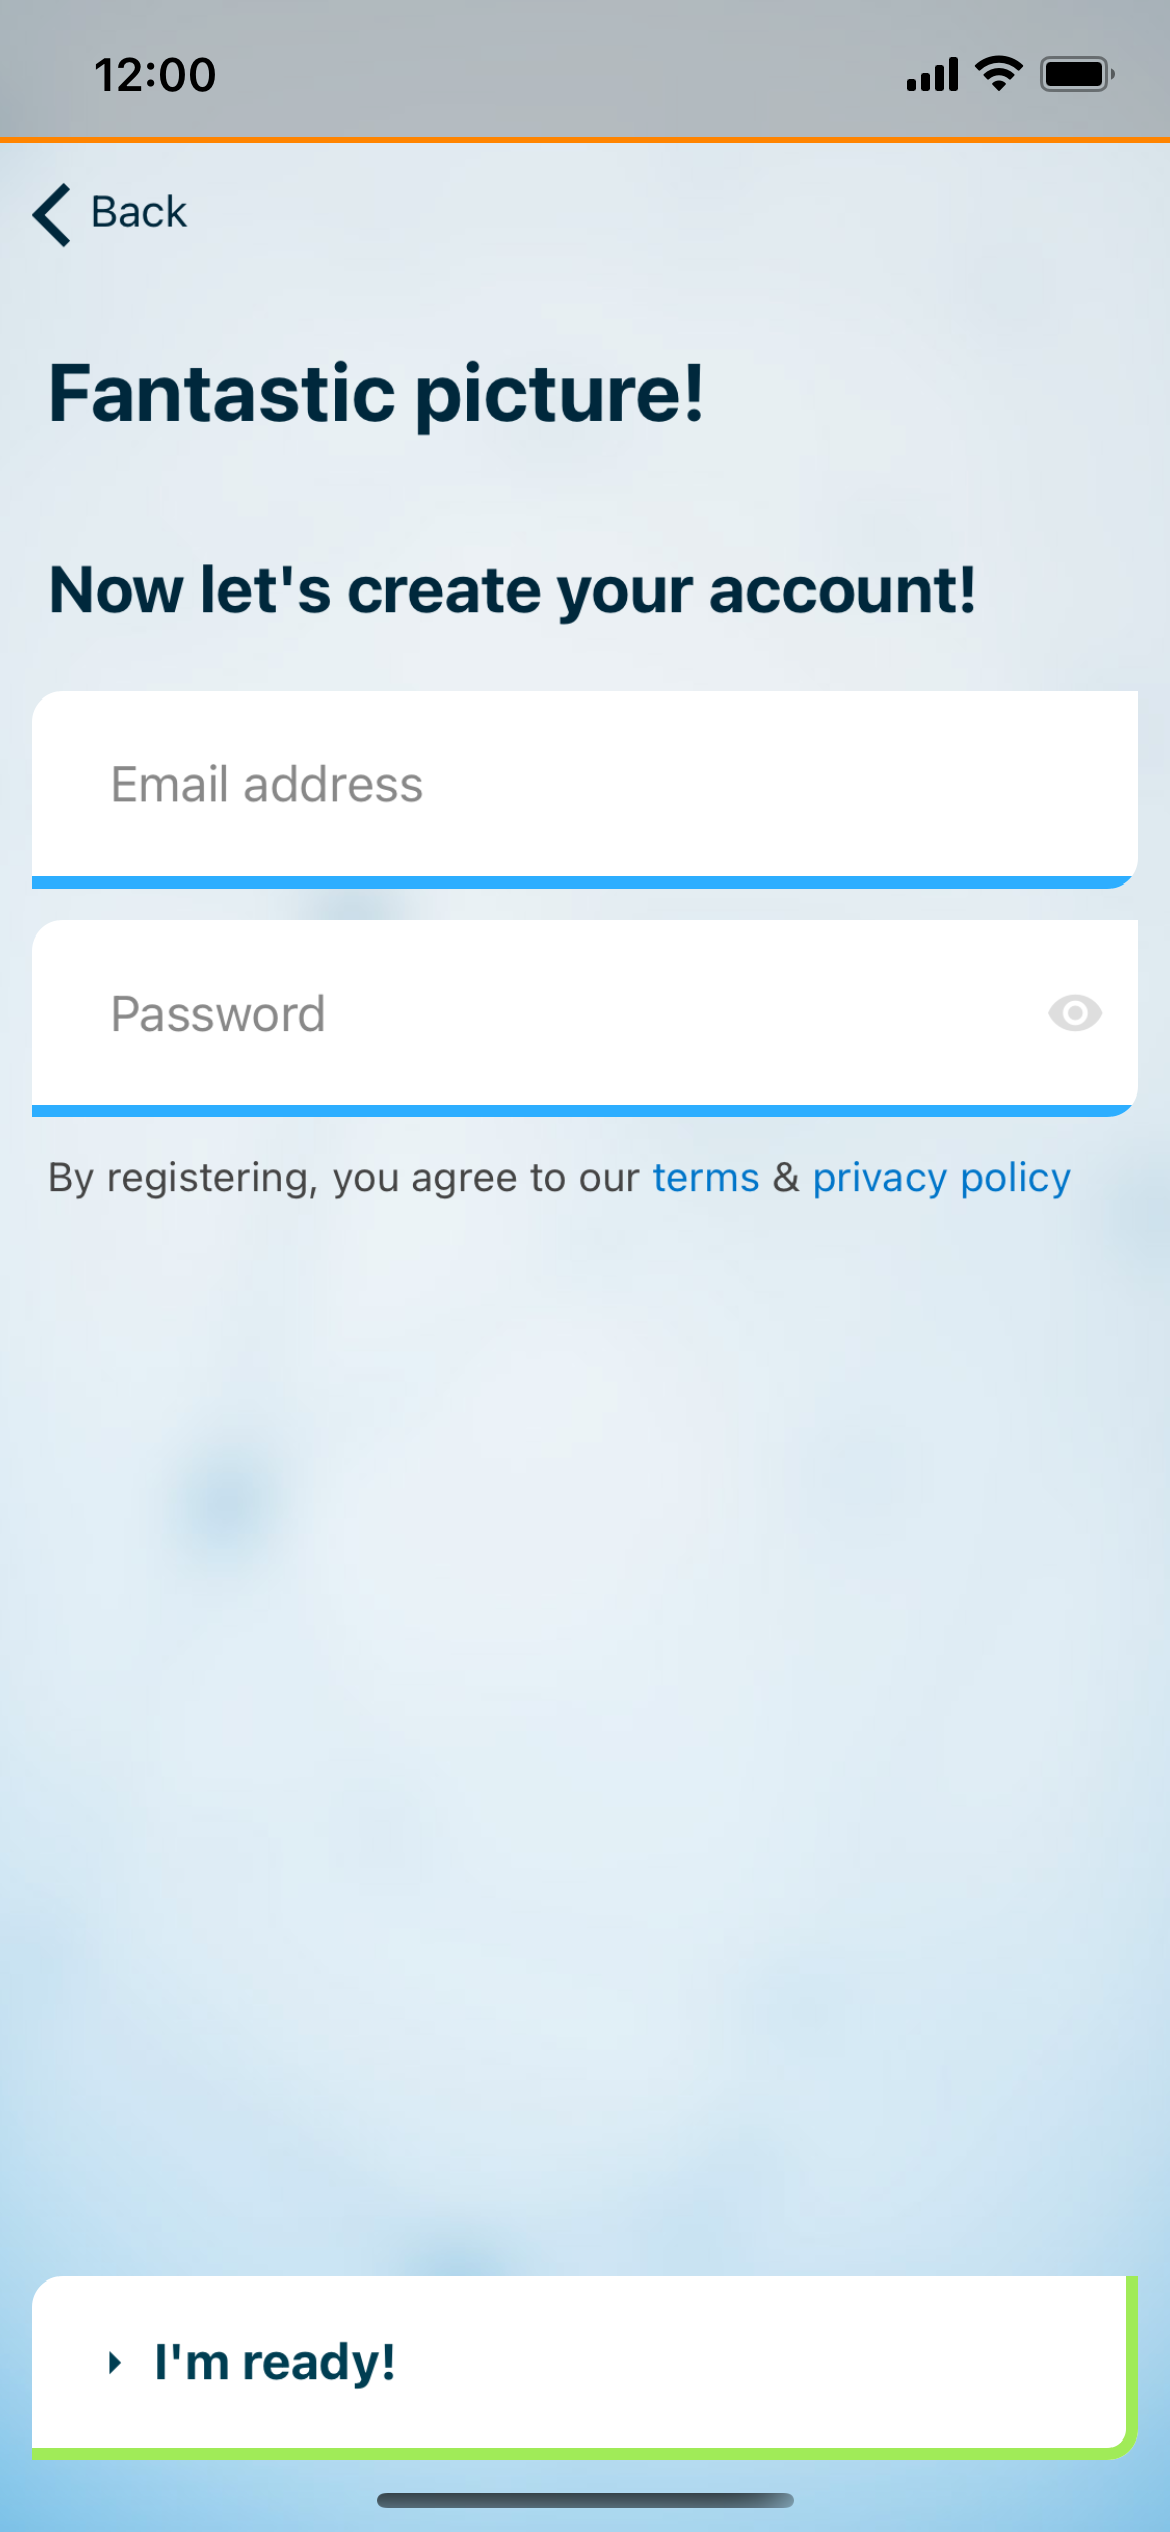 12:00
Back
Fantastic picture!
Now let's create your account!
Email address
Password
By registering, you agree to our terms & privacy policy
I'm ready!